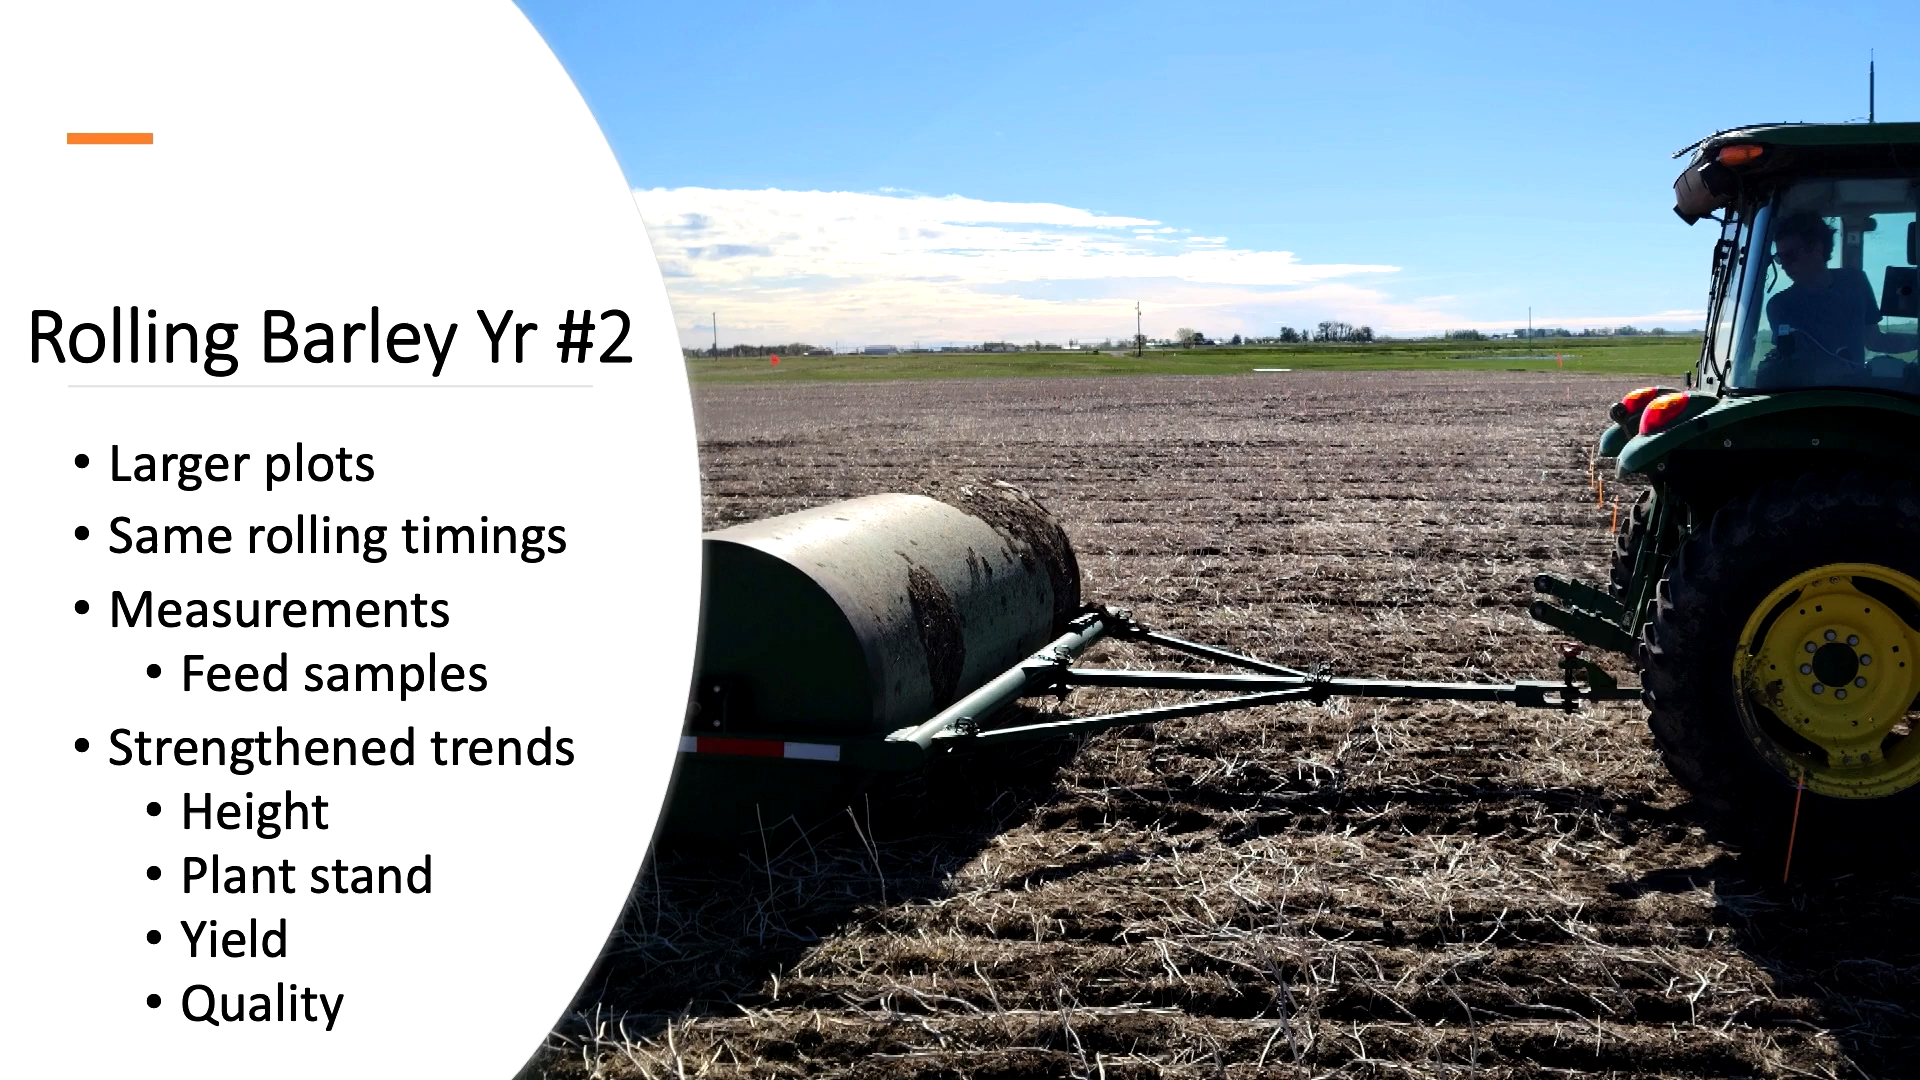 Rolling Barley Yr #2
• Larger plots
• Same rolling timings
• Measurements
• Feed samples
• Strengthened trends
• Height
• Plant stand
• Yield
• Quality